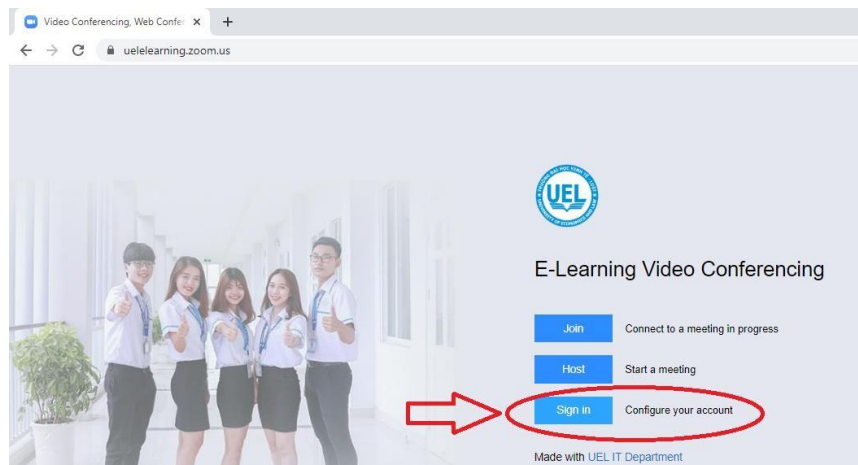 Video Conferencing, Web Confer
uelelearning.zoom.us
UEL
E-Learning Video Conferencing
Join Connect to a meeting in progress
Host Start a meeting
Sign in Configure your account
Made with UEL IT Department